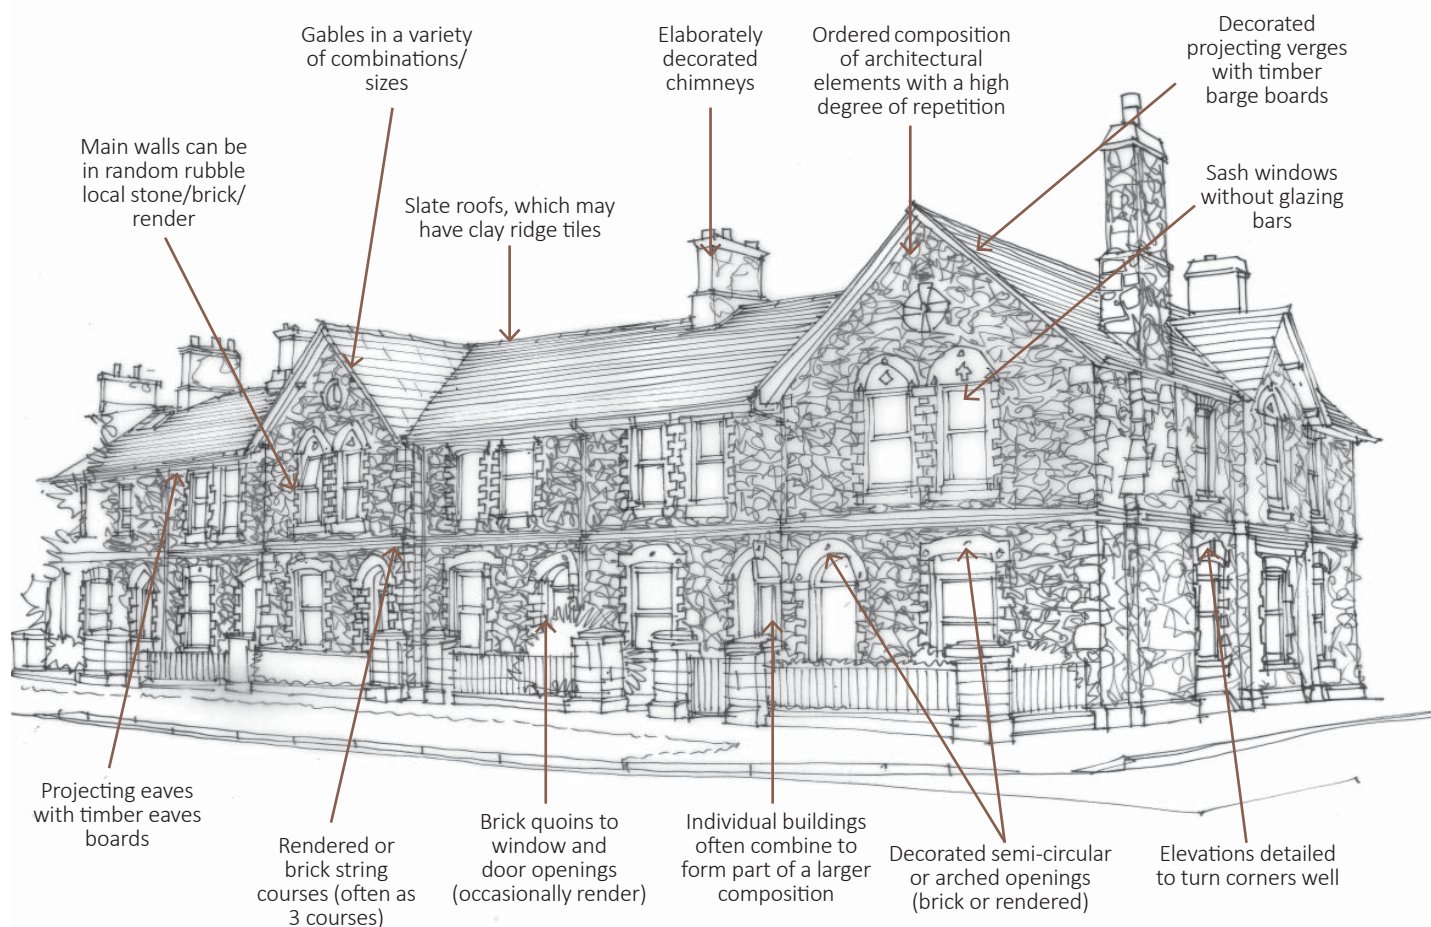 Gables in a variety
of combinations/
sizes
Elaborately
decorated
chimneys
Ordered composition
of architectural
elements with a high
degree of repetition
Decorated
projecting verges
with timber
barge boards
Main walls can be
in random rubble
local stone/brick/
render
Slate roofs, which may
have clay ridge tiles
Sash windows
without glazing
bars
Projecting eaves
with timber eaves
boards
Rendered or
brick string
courses (often as
3 courses)
Brick quoins to
window and
door openings
(occasionally render)
Individual buildings
often combine to
form part of a larger
composition
Decorated semi-circular
or arched openings
(brick or rendered)
Elevations detailed
to turn corners well